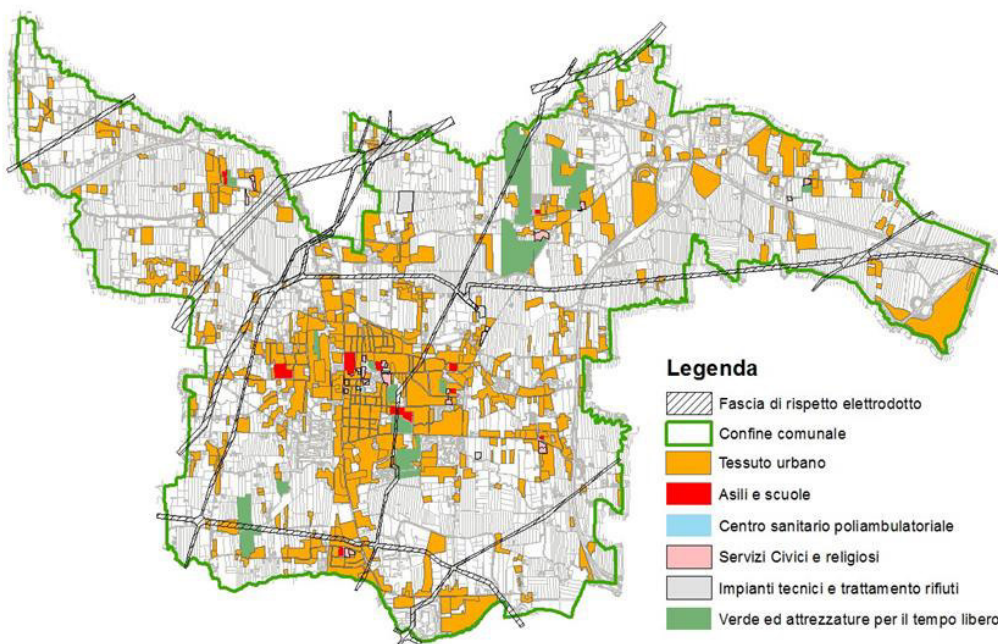 Legenda
Fascia di rispetto elettrodotto
Confine comunale
Tessuto urbano
Asili e scuole
Centro sanitario poliambulatoriale
Servizi Civici e religiosi
Impianti tecnici e trattamento rifiuti
Verde ed attrezzature per il tempo libero